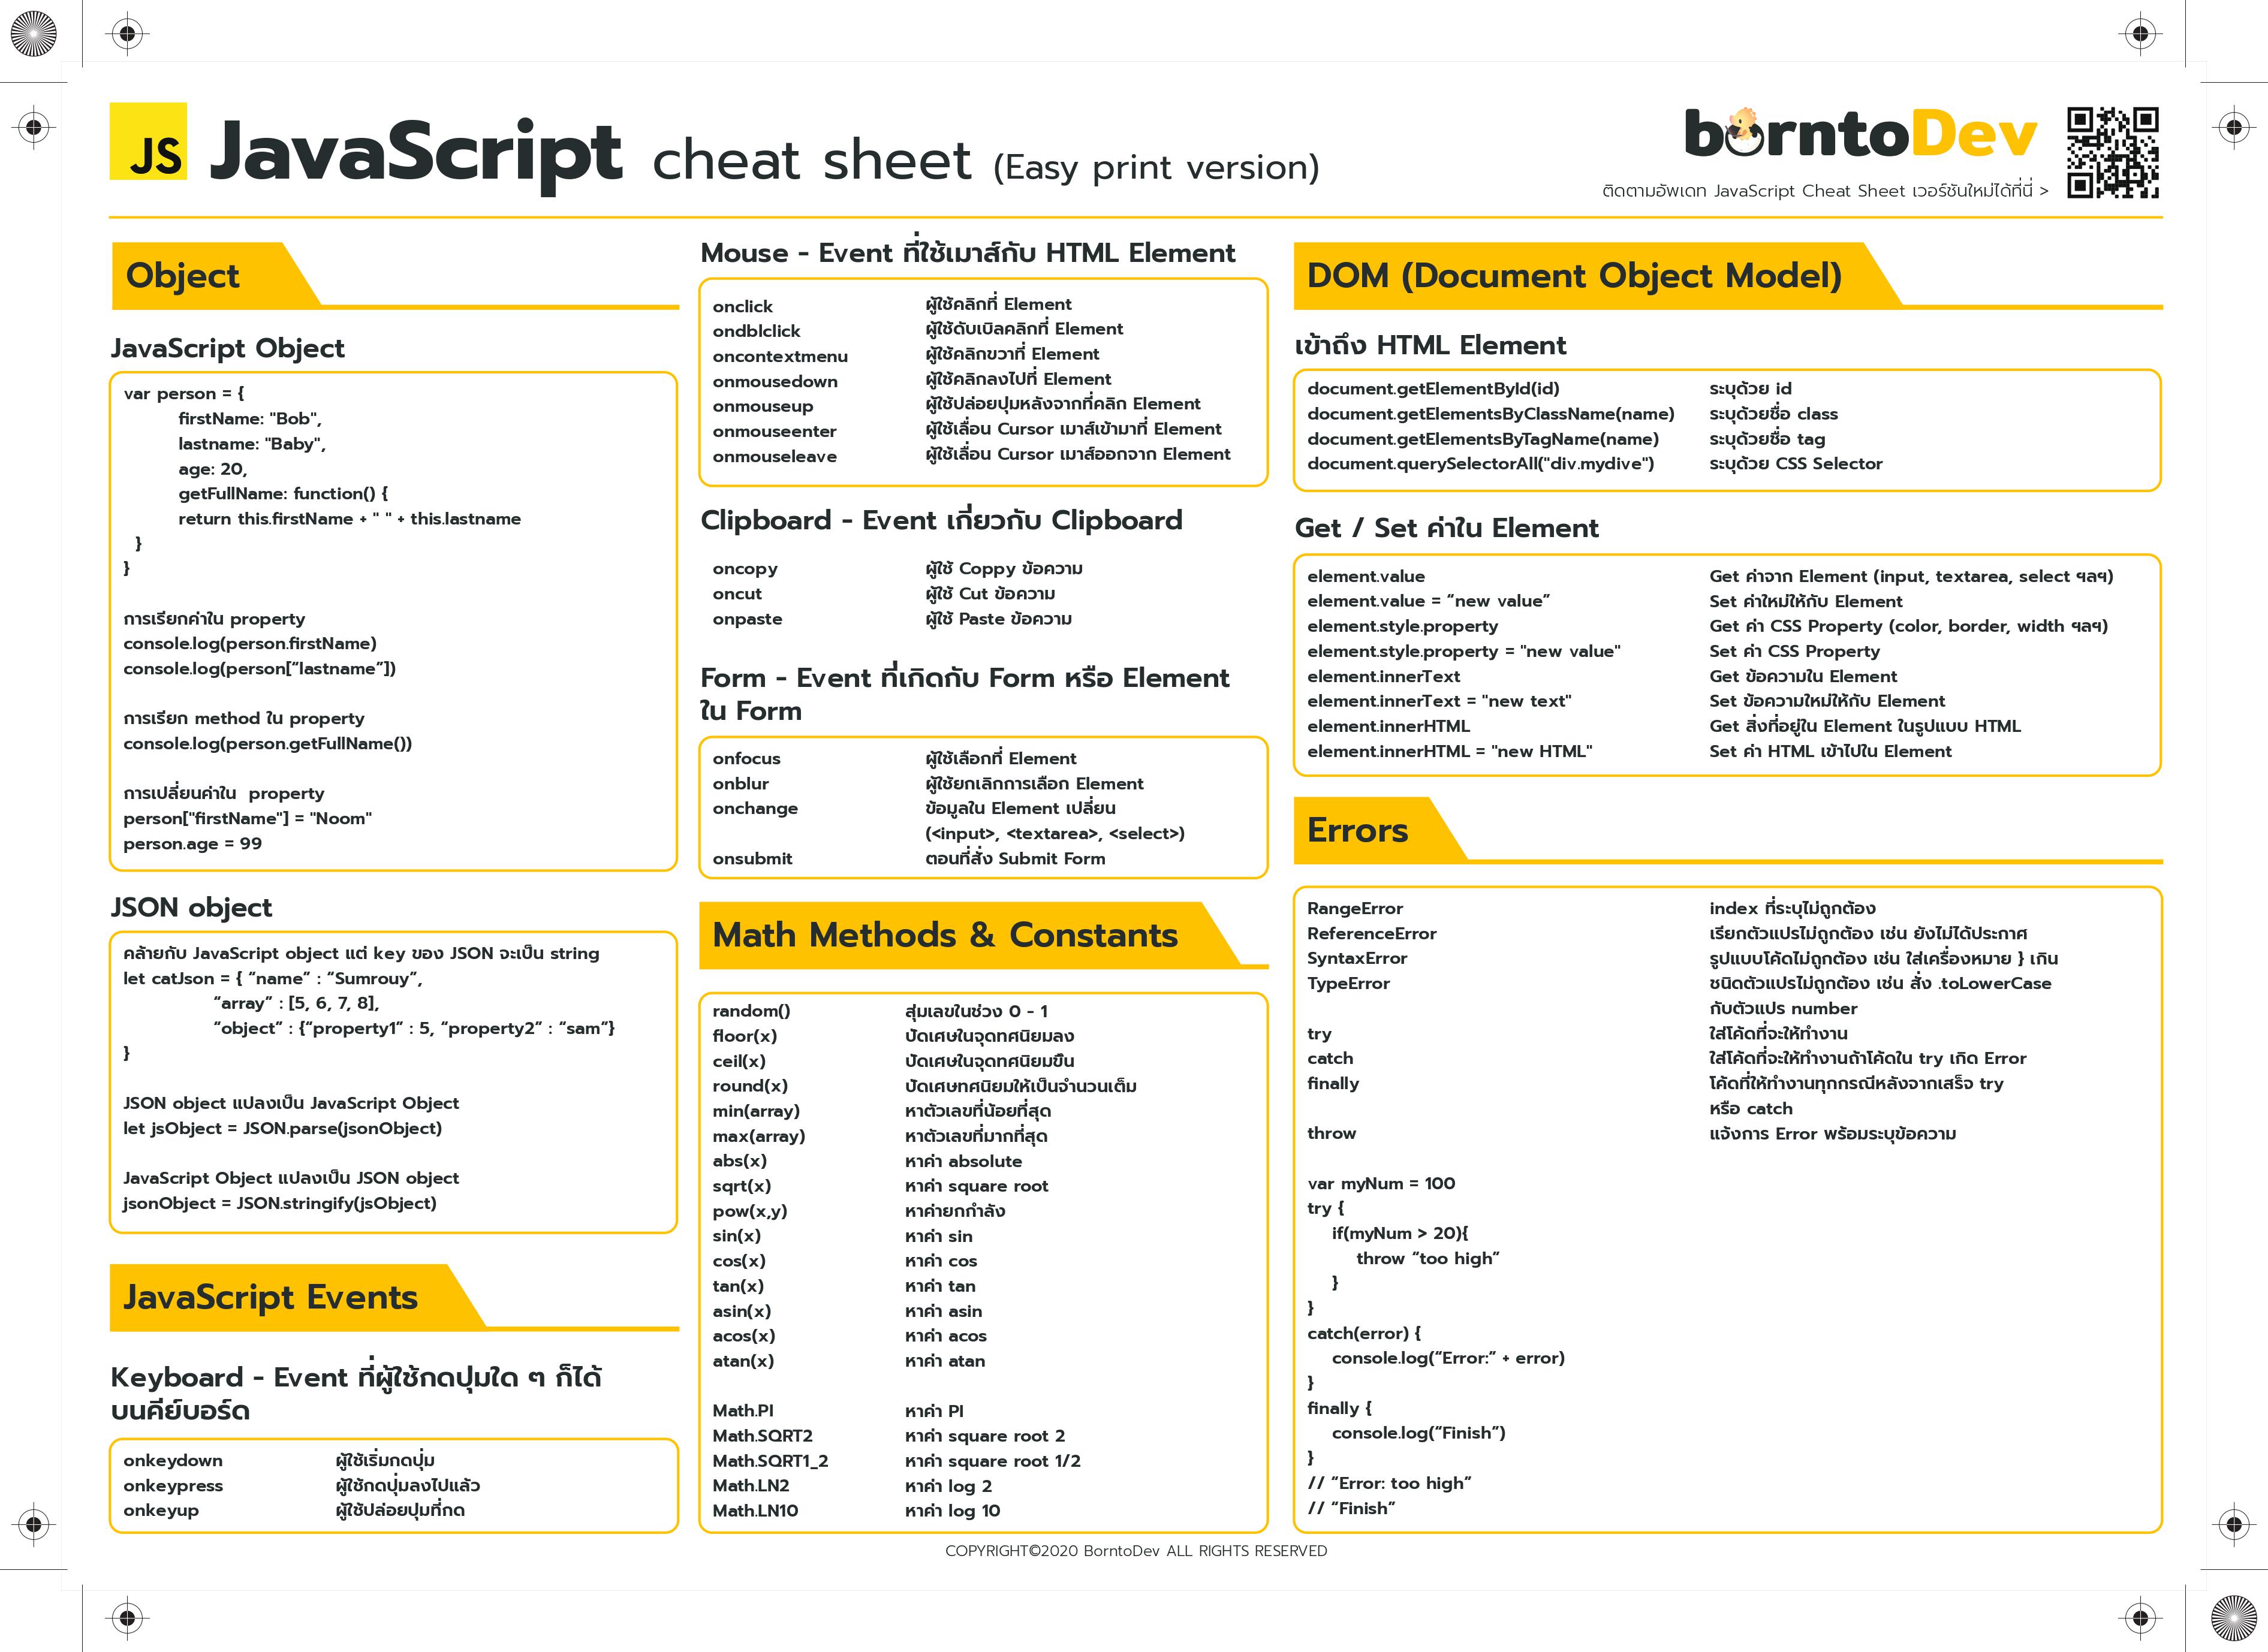 JS JavaScript cheat sheet (Easy print version)
borntoDev
ติดตามอัพเดท JavaScript Cheat Sheet เวอร์ชันใหม่ได้ที่นี่ >
Object
JavaScript Object
var person = {
firstName: "Bob",
lastname: "Baby",
age: 20,
getFullName: function() {
return this.firstName + " " + this.lastname
}
}
การเรียกค่าใน property
console.log(person.firstName)
console.log(person[“lastname”])
การเรียก method ใน property
console.log(person.getFullName())
การเปลี่ยนค่าใน property
person["firstName"] = "Noom"
person.age = 99
JSON object
คล้ายกับ JavaScript object แต่ key ของ JSON จะเป็น string
let catJson = { “name” : “Sumrouy”,
“array” : [5, 6, 7, 8],
“object” : {“property1” : 5, “property2” : “sam”}
}
JSON object แปลงเป็น JavaScript Object
let jsObject = JSON.parse(jsonObject)
JavaScript Object แปลงเป็น JSON object
jsonObject = JSON.stringify(jsObject)
JavaScript Events
Keyboard - Event ที่ผู้ใช้กดปุ่มใด ๆ ก็ได้
บนคีย์บอร์ด
onkeydown ผู้ใช้เริ่มกดปุ่ม
onkeypress ผู้ใช้กดปุ่มลงไปแล้ว
onkeyup ผู้ใช้ปล่อยปุ่มที่กด
Mouse - Event ที่ใช้เมาส์กับ HTML Element
onclick ผู้ใช้คลิกที่ Element
ondblclick ผู้ใช้ดับเบิลคลิกที่ Element
oncontextmenu ผู้ใช้คลิกขวาที่ Element
onmousedown ผู้ใช้คลิกลงไปที่ Element
onmouseup ผู้ใช้ปล่อยปุ่มหลังจากที่คลิก Element
onmouseenter ผู้ใช้เลื่อน Cursor เมาส์เข้ามาที่ Element
onmouseleave ผู้ใช้เลื่อน Cursor เมาส์ออกจาก Element
Clipboard - Event เกี่ยวกับ Clipboard
oncopy ผู้ใช้ Coppy ข้อความ
oncut ผู้ใช้ Cut ข้อความ
onpaste ผู้ใช้ Paste ข้อความ
Form - Event ที่เกิดกับ Form หรือ Element
ใน Form
onfocus ผู้ใช้เลือกที่ Element
onblur ผู้ใช้ยกเลิกการเลือก Element
onchange ข้อมูลใน Element เปลี่ยน
(<input>, <textarea>, <select>)
onsubmit ตอนที่สั่ง Submit Form
Math Methods & Constants
random() สุ่มเลขในช่วง 0 - 1
floor(x) ปัดเศษในจุดทศนิยมลง
ceil(x) ปัดเศษในจุดทศนิยมขึ้น
round(x) ปัดเศษทศนิยมให้เป็นจำนวนเต็ม
min(array) หาตัวเลขที่น้อยที่สุด
max(array) หาตัวเลขที่มากที่สุด
abs(x) หาค่า absolute
sqrt(x) หาค่า square root
pow(x,y) หาค่ายกกำลัง
sin(x) หาค่า sin
cos(x) หาค่า cos
tan(x) หาค่า tan
asin(x) หาค่า asin
acos(x) หาค่า acos
atan(x) หาค่า atan
Math.PI หาค่า PI
Math.SQRT2 หาค่า square root 2
Math.SQRT1_2 หาค่า square root 1/2
Math.LN2 หาค่า log 2
Math.LN10 หาค่า log 10
DOM (Document Object Model)
เข้าถึง HTML Element
document.getElementById(id) ระบุด้วย id
document.getElementsByClassName(name) ระบุด้วยชื่อ class
document.getElementsByTagName(name) ระบุด้วยชื่อ tag
document.querySelectorAll("div.mydive") ระบุด้วย CSS Selector
Get / Set ค่าใน Element
element.value Get ค่าจาก Element (input, textarea, select ฯลฯ)
element.value = “new value” Set ค่าใหม่ให้กับ Element
element.style.property Get ค่า CSS Property (color, border, width ฯลฯ)
element.style.property = "new value" Set ค่า CSS Property
element.innerText Get ข้อความใน Element
element.innerText = "new text" Set ข้อความใหม่ให้กับ Element
element.innerHTML Get สิ่งที่อยู่ใน Element ในรูปแบบ HTML
element.innerHTML = "new HTML" Set ค่า HTML เข้าไปใน Element
Errors
RangeError index ที่ระบุไม่ถูกต้อง
ReferenceError เรียกตัวแปรไม่ถูกต้อง เช่น ยังไม่ได้ประกาศ
SyntaxError รูปแบบโค้ดไม่ถูกต้อง เช่น ใส่เครื่องหมาย } เกิน
TypeError ชนิดตัวแปรไม่ถูกต้อง เช่น สั่ง .toLowerCase
กับตัวแปร number
try ใส่โค้ดที่จะให้ทำงาน
catch ใส่โค้ดที่จะให้ทำงานถ้าโค้ดใน try เกิด Error
finally โค้ดที่ให้ทำงานทุกกรณีหลังจากเสร็จ try
หรือ catch
throw แจ้งการ Error พร้อมระบุข้อความ
var myNum = 100
try {
if(myNum > 20){
throw “too high”
}
}
catch(error) {
console.log(“Error:” + error)
}
finally {
console.log(“Finish”)
}
// “Error: too high”
// “Finish”
COPYRIGHT©2020 BorntoDev ALL RIGHTS RESERVED